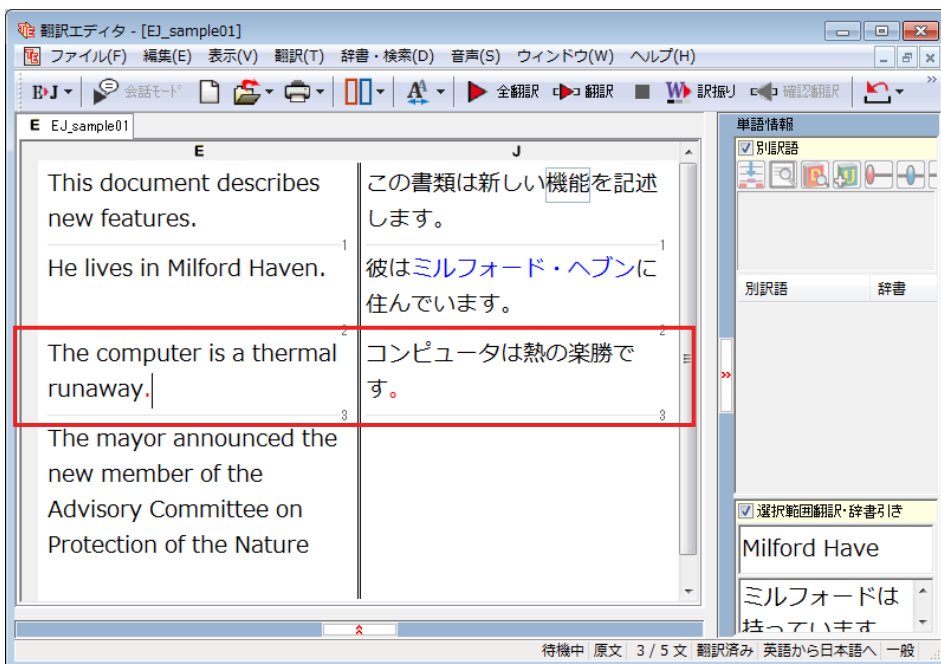 翻訳エディタ - [EJ_sample01]
ファイル(F) 編集(E) 表示(V) 翻訳(T) 辞書・検索(D) 音声(S) ウィンドウ(W) ヘルプ(H)
E▸J 会話モード 全翻訳 翻訳 訳振り 確認翻訳
E EJ_sample01
E
J
This document describes
new features.
1
この書類は新しい機能を記述
します。
1
He lives in Milford Haven.
2
彼はミルフォード・ヘブンに
住んでいます。
2
The computer is a thermal
runaway.
3
コンピュータは熱の楽勝で
す。
3
The mayor announced the
new member of the
Advisory Committee on
Protection of the Nature
単語情報
別訳語
別訳語 辞書
選択範囲翻訳・辞書引き
Milford Have
ミルフォードは
持っています
待機中 原文 3 / 5 文 翻訳済み 英語から日本語へ 一般